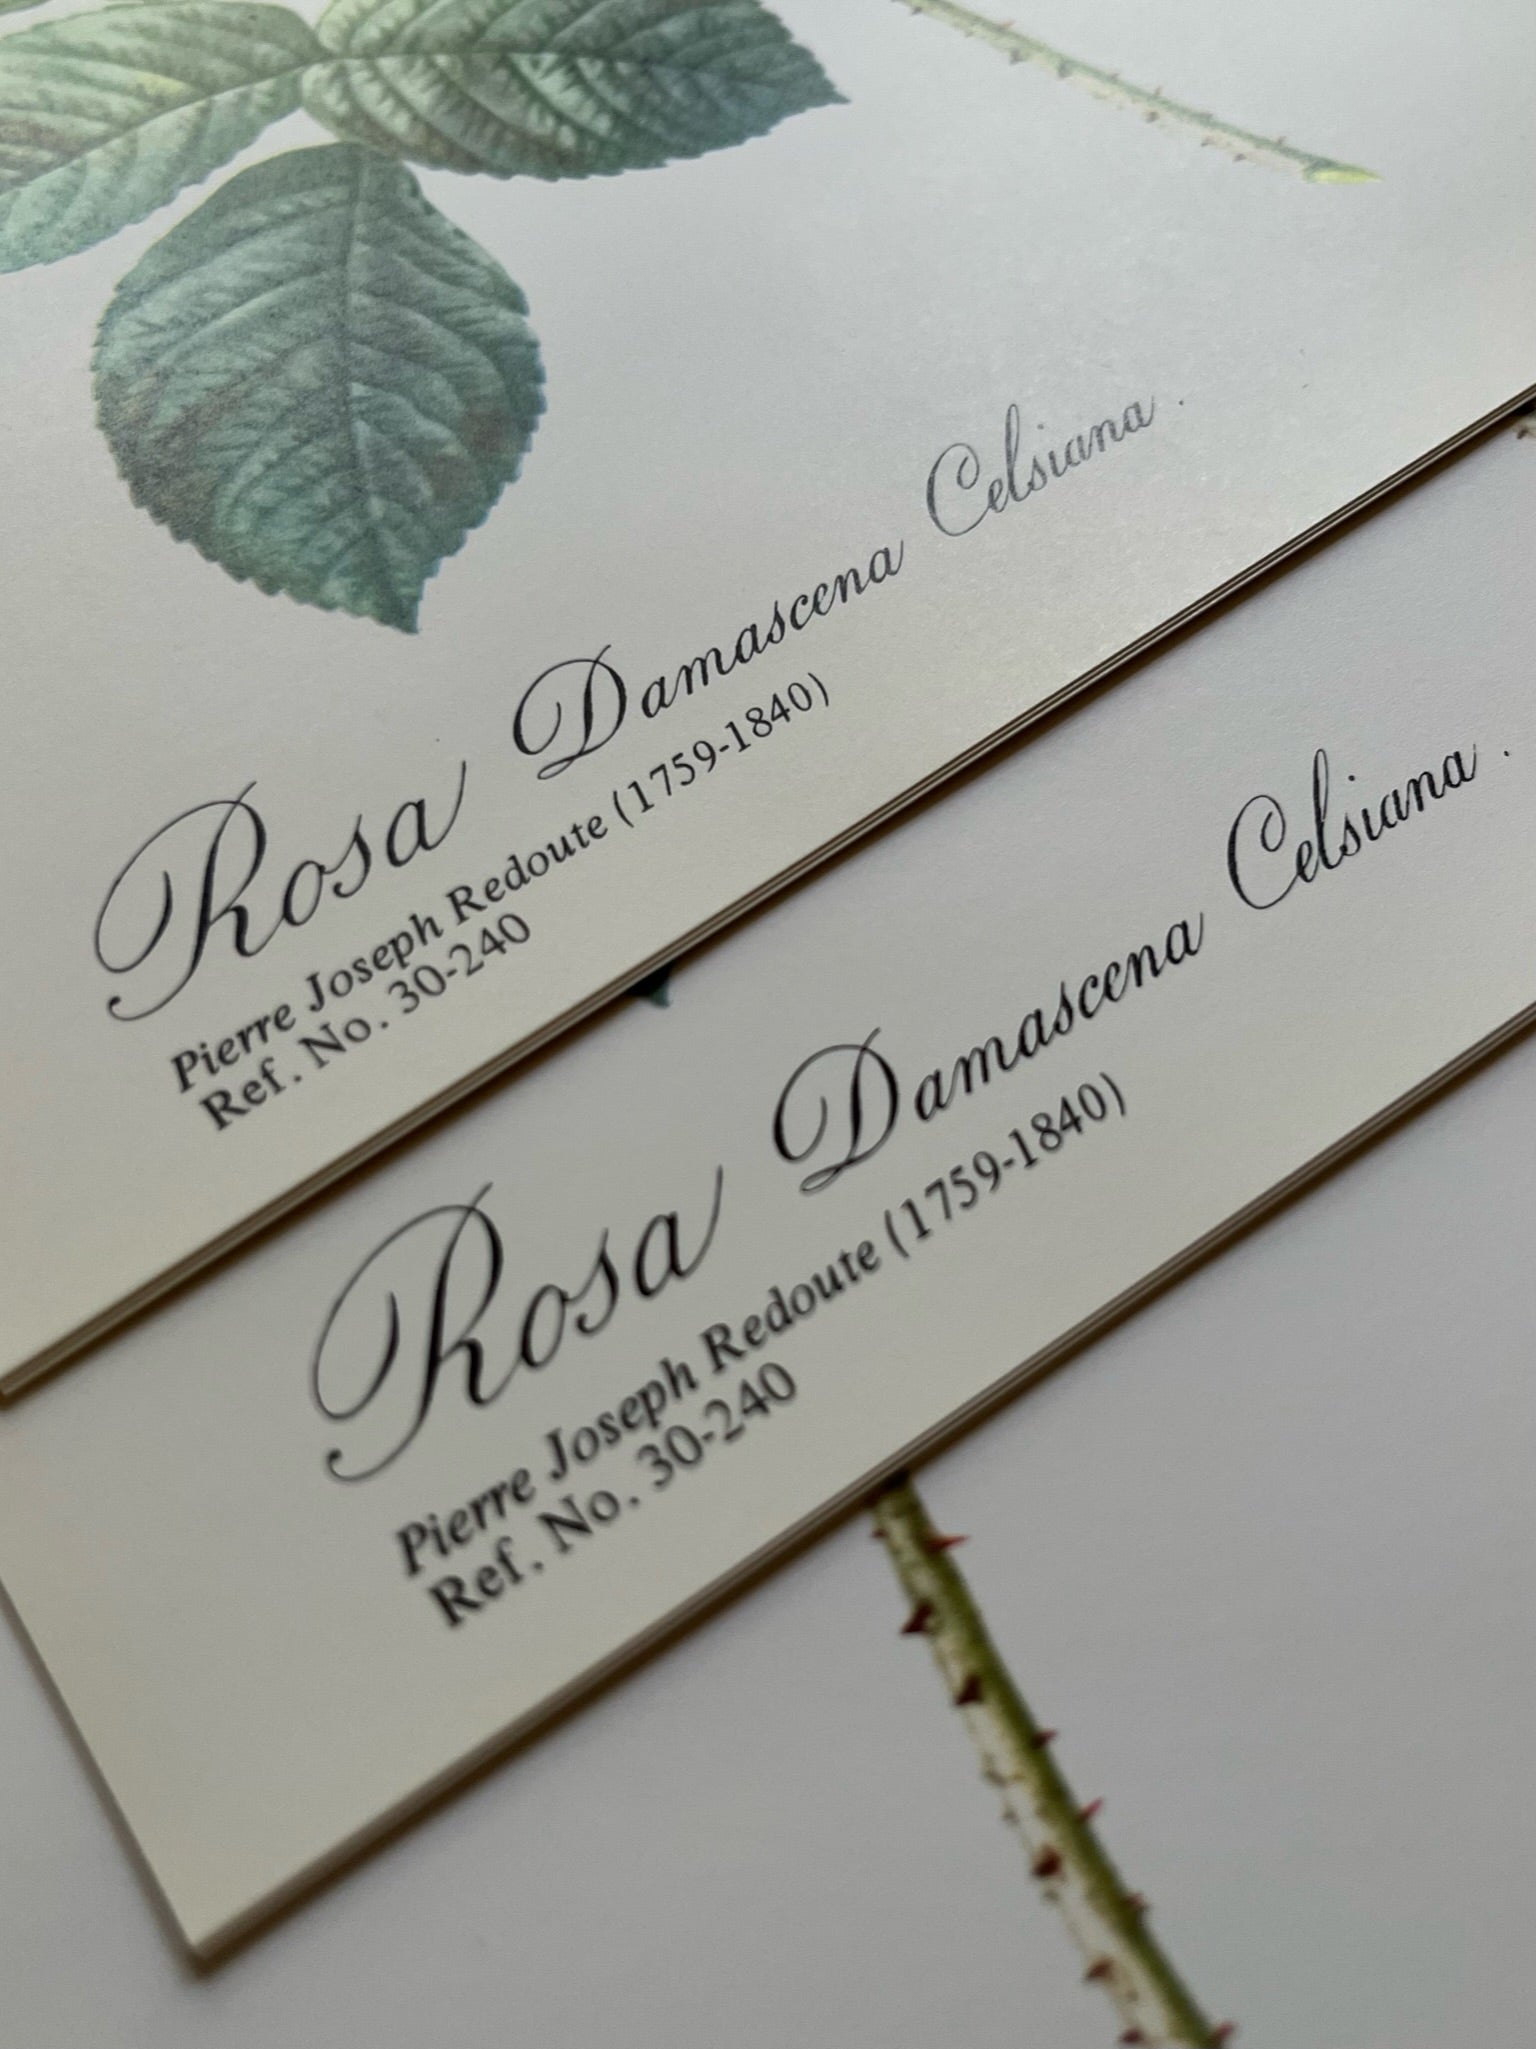 Rosa Damascena Celsiana .
Pierre Joseph Redoute (1759-1840)
Ref. No. 30-240
Rosa Damascena Celsiana .
Pierre Joseph Redoute (1759-1840)
Ref. No. 30-240